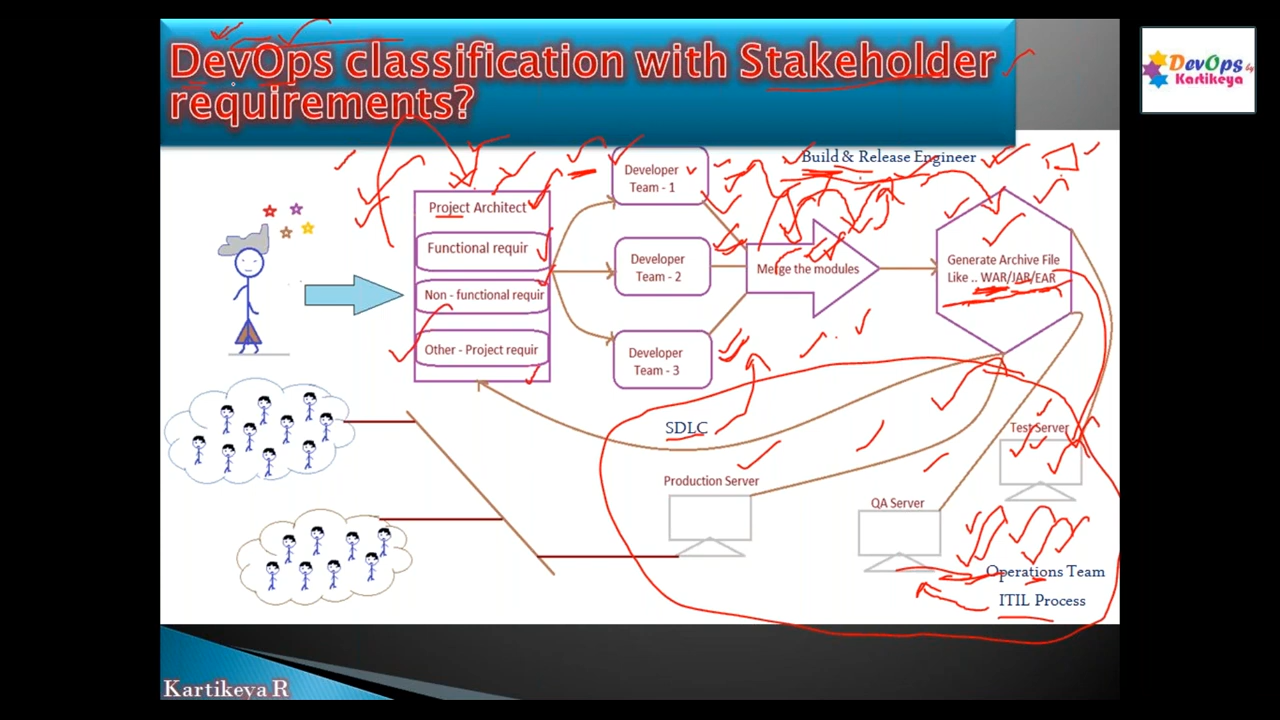 DevOps classification with Stakeholder
requirements?
DevOps by
Kartikeya
Build & Release Engineer
Project Architect
Functional requir
Non - functional requir
Other - Project requir
Developer
Team - 1
Developer
Team - 2
Developer
Team - 3
Merge the modules
Generate Archive File
Like .. WAR/JAR/EAR
SDLC
Production Server
QA Server
Test Server
Operations Team
ITIL Process
Kartikeya R